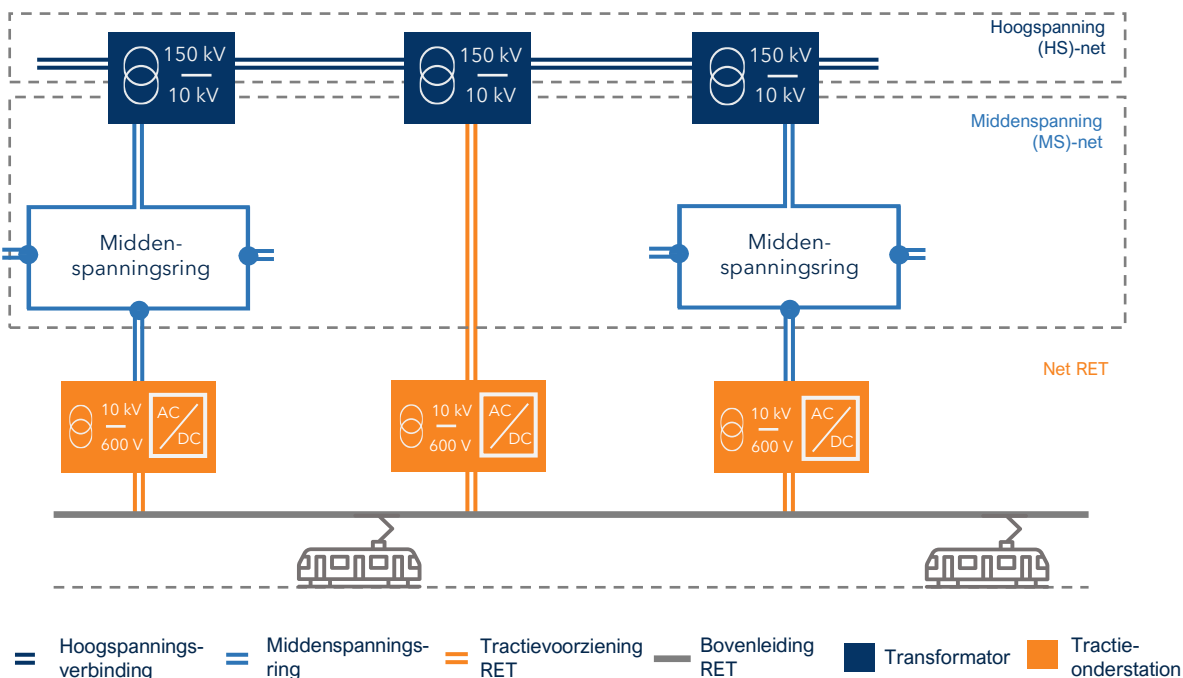 Hoogspanning
(HS)-net
150 kV
10 kV
150 kV
10 kV
150 kV
10 kV
Middenspanning
(MS)-net
Midden-
spanningsring
Midden-
spanningsring
Net RET
10 kV
600 V
AC
DC
10 kV
600 V
AC
DC
10 kV
600 V
AC
DC
Hoogspannings-
verbinding
Middenspannings-
ring
Tractievoorziening
RET
Bovenleiding
RET
Transformator
Tractie-
onderstation